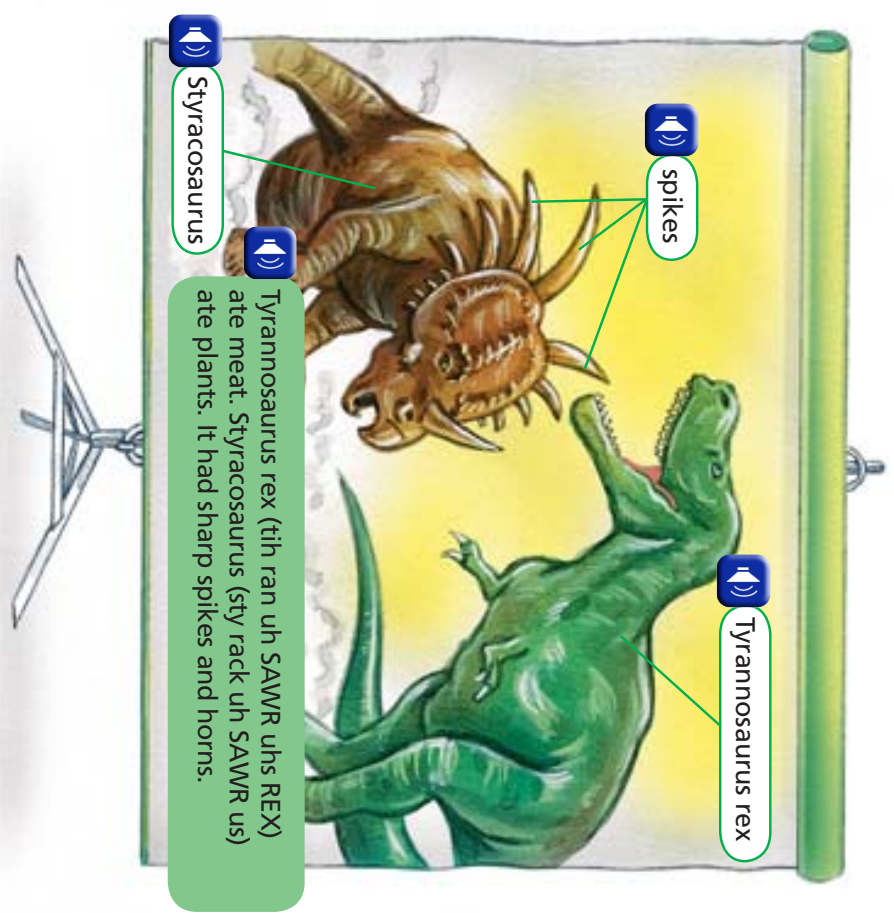 Tyrannosaurus rex
spikes
Styracosaurus
Tyrannosaurus rex (tih ran uh SAWR uhs REX)
ate meat. Styracosaurus (sty rack uh SAWR us)
ate plants. It had sharp spikes and horns.